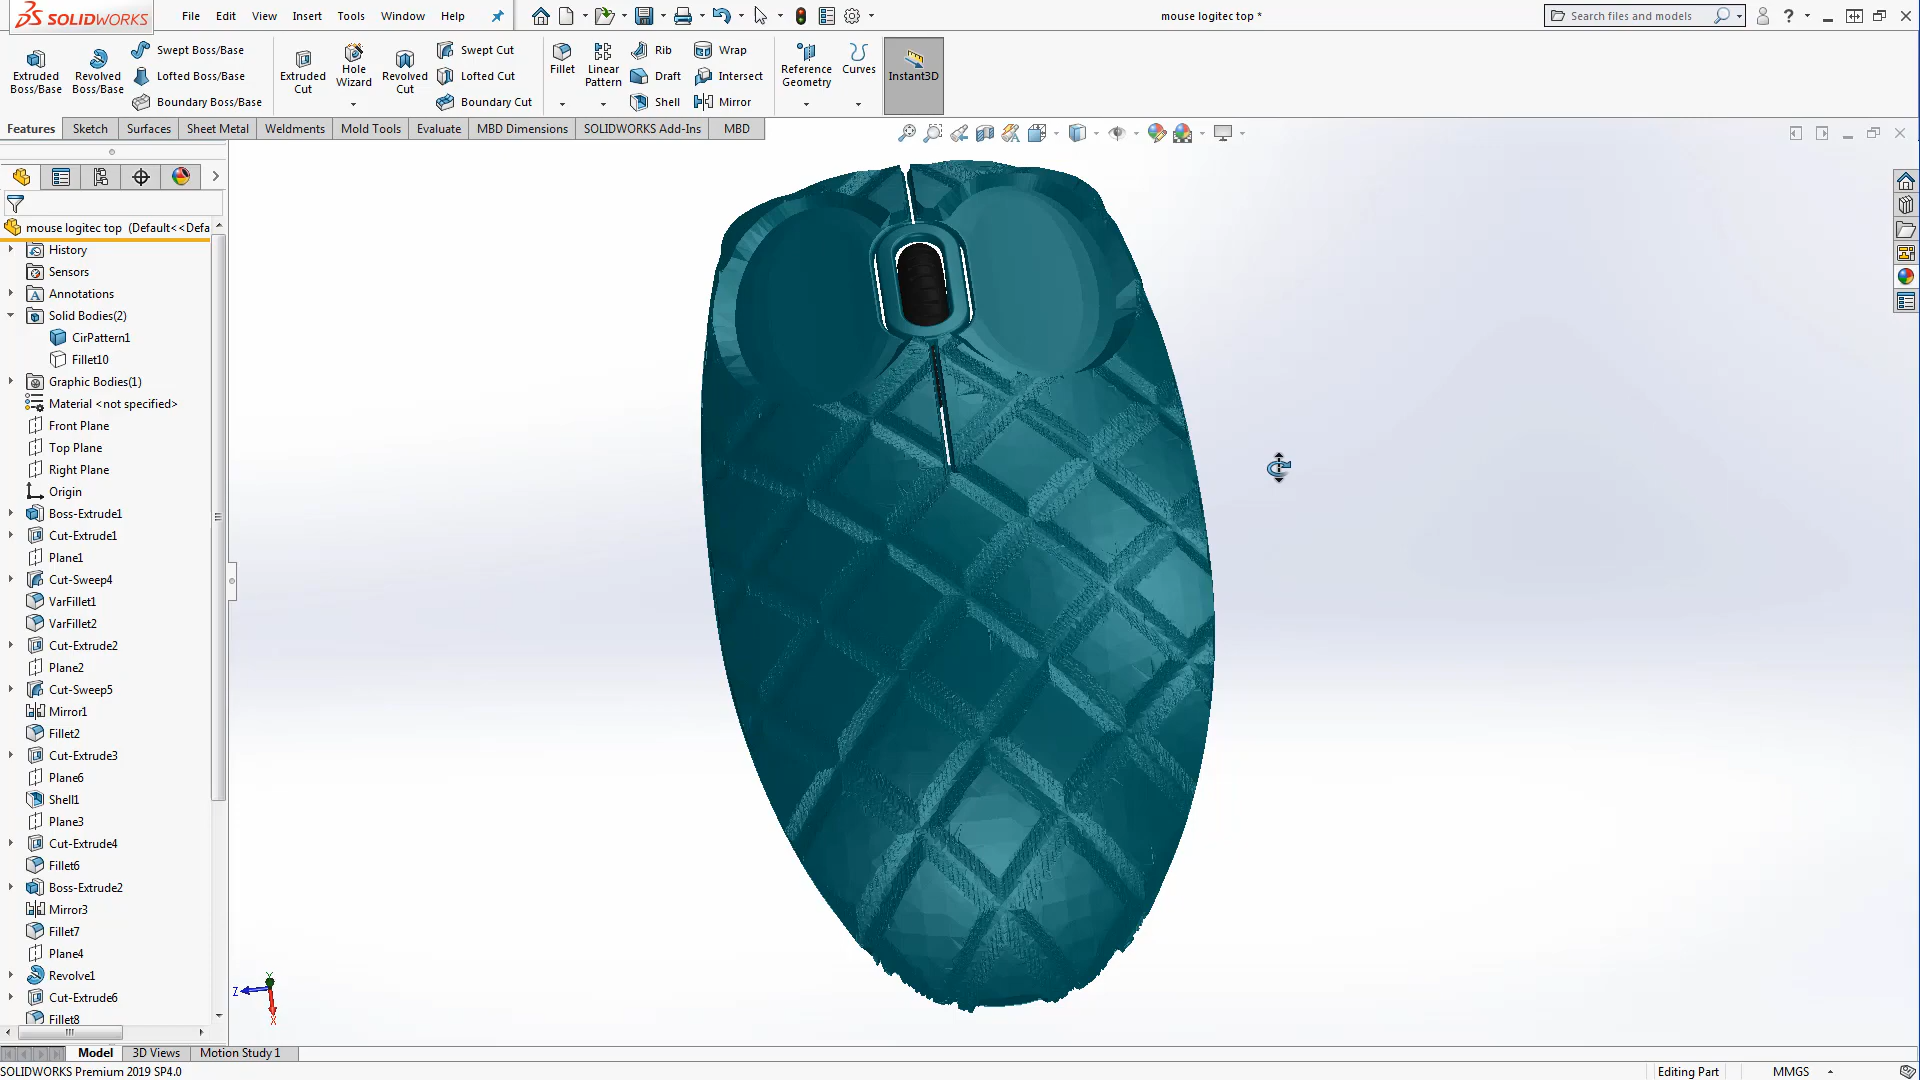 SOLIDWORKS File Edit View Insert Tools Window Help mouse logitec top * Search files and models ?
Extruded Boss/Base
Revolved Boss/Base
Swept Boss/Base
Lofted Boss/Base
Boundary Boss/Base
Extruded Cut
Hole Wizard
Revolved Cut
Swept Cut
Lofted Cut
Boundary Cut
Fillet
Linear Pattern
Rib
Draft
Shell
Wrap
Intersect
Mirror
Reference Geometry
Curves
Instant3D
Features Sketch Surfaces Sheet Metal Weldments Mold Tools Evaluate MBD Dimensions SOLIDWORKS Add-Ins MBD
mouse logitec top (Default<<Defa
History
Sensors
Annotations
Solid Bodies(2)
CirPattern1
Fillet10
Graphic Bodies(1)
Material <not specified>
Front Plane
Top Plane
Right Plane
Origin
Boss-Extrude1
Cut-Extrude1
Plane1
Cut-Sweep4
VarFillet1
VarFillet2
Cut-Extrude2
Plane2
Cut-Sweep5
Mirror1
Fillet2
Cut-Extrude3
Plane6
Shell1
Plane3
Cut-Extrude4
Fillet6
Boss-Extrude2
Mirror3
Fillet7
Plane4
Revolve1
Cut-Extrude6
Fillet8
Y
Z
X
Model 3D Views Motion Study 1
SOLIDWORKS Premium 2019 SP4.0 Editing Part MMGS